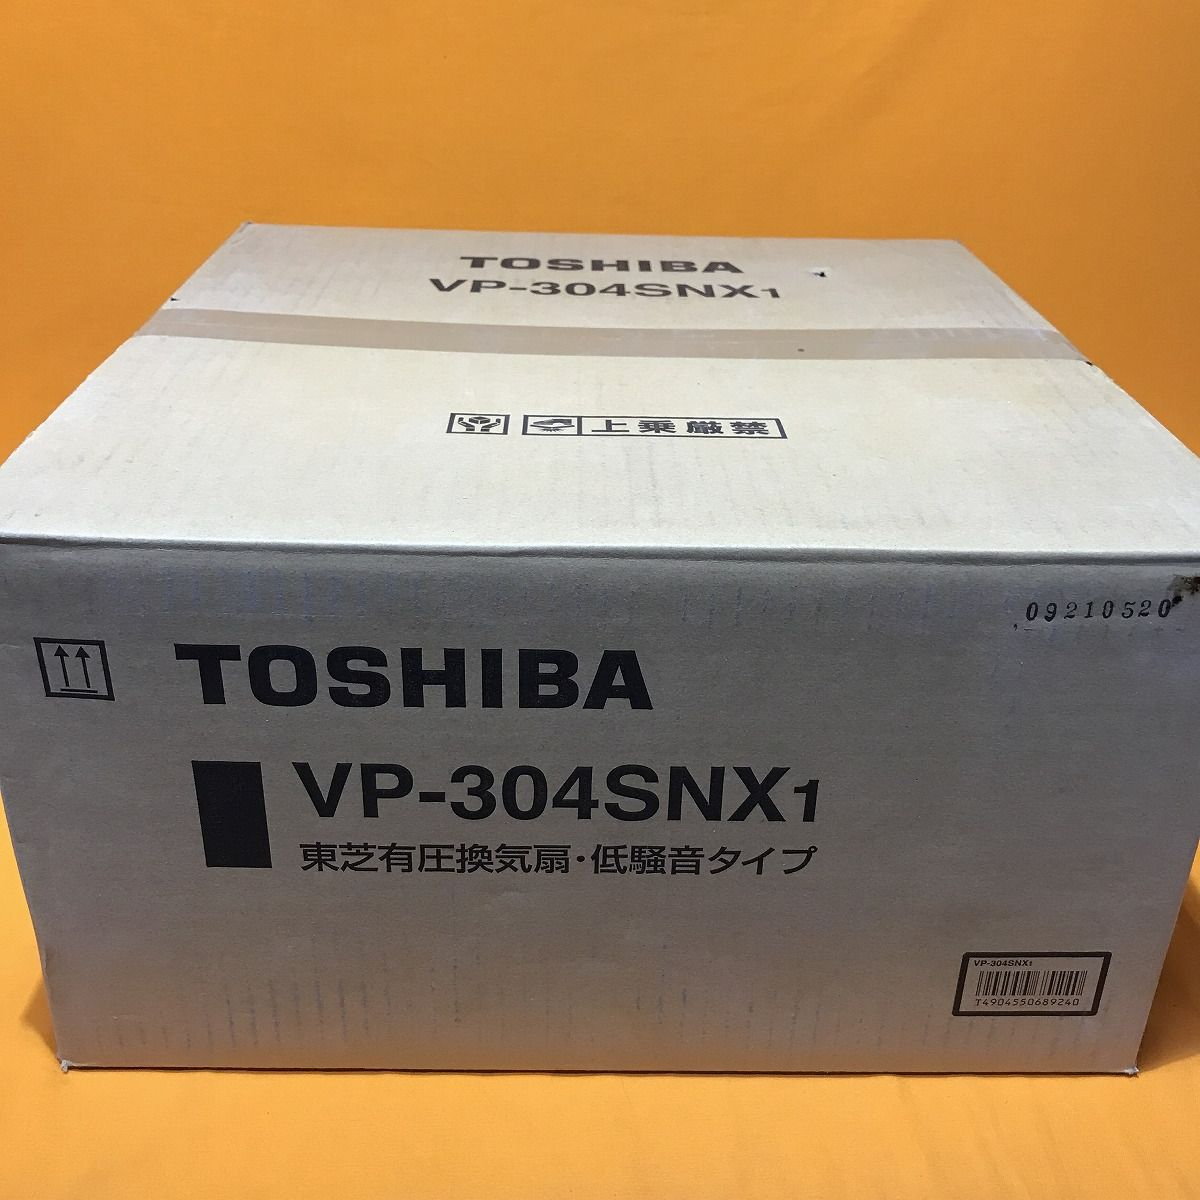 TOSHIBA
VP-304SNX1
上乗厳禁
09210520
TOSHIBA
VP-304SNX1
東芝有圧換気扇・低騒音タイプ
VP-304SNX1
T4904550689240